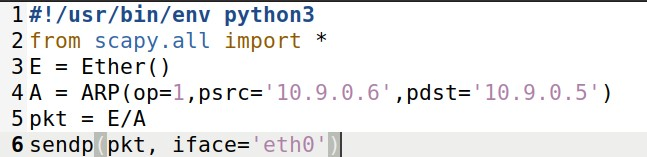 1 #!/usr/bin/env python3
2 from scapy.all import *
3 E = Ether()
4 A = ARP(op=1,psrc='10.9.0.6',pdst='10.9.0.5')
5 pkt = E/A
6 sendp(pkt, iface='eth0')